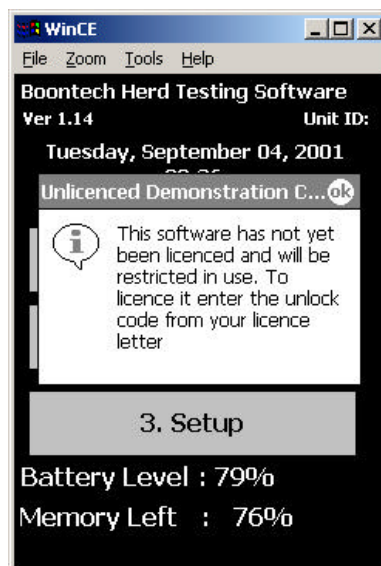 WinCE
File Zoom Tools Help
Boontech Herd Testing Software
Ver 1.14 Unit ID:
Tuesday, September 04, 2001
Unlicenced Demonstration C... ok
This software has not yet
been licenced and will be
restricted in use. To
licence it enter the unlock
code from your licence
letter
3. Setup
Battery Level : 79%
Memory Left : 76%